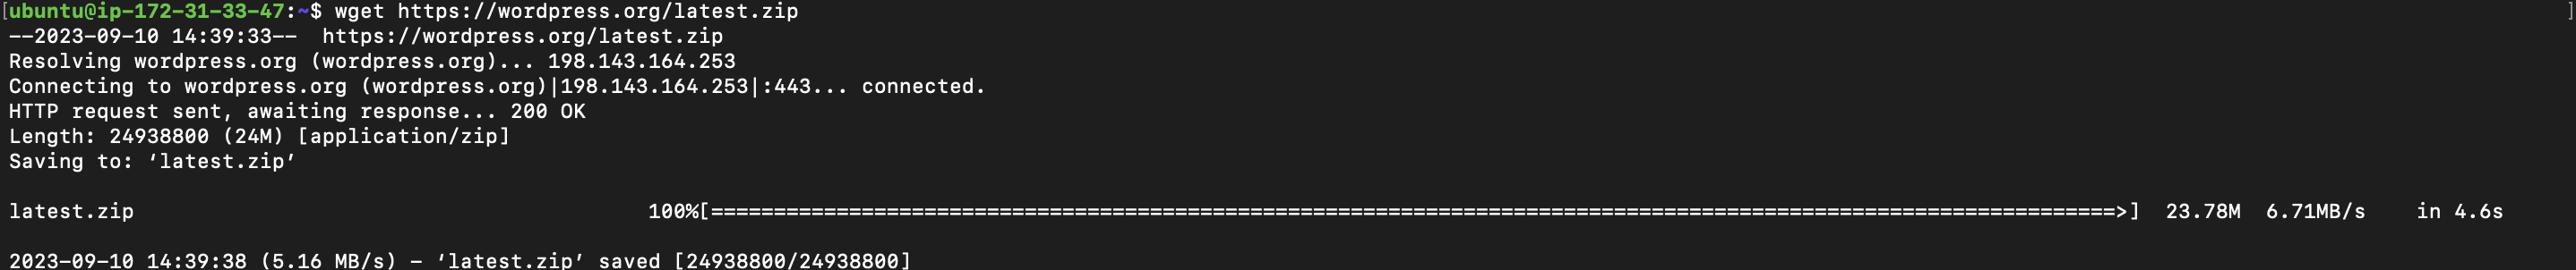 [ubuntu@ip-172-31-33-47:~$ wget https://wordpress.org/latest.zip ]
--2023-09-10 14:39:33--  https://wordpress.org/latest.zip
Resolving wordpress.org (wordpress.org)... 198.143.164.253
Connecting to wordpress.org (wordpress.org)|198.143.164.253|:443... connected.
HTTP request sent, awaiting response... 200 OK
Length: 24938800 (24M) [application/zip]
Saving to: ‘latest.zip’
latest.zip 100%[=================================================================================================================>] 23.78M 6.71MB/s in 4.6s
2023-09-10 14:39:38 (5.16 MB/s) - ‘latest.zip’ saved [24938800/24938800]